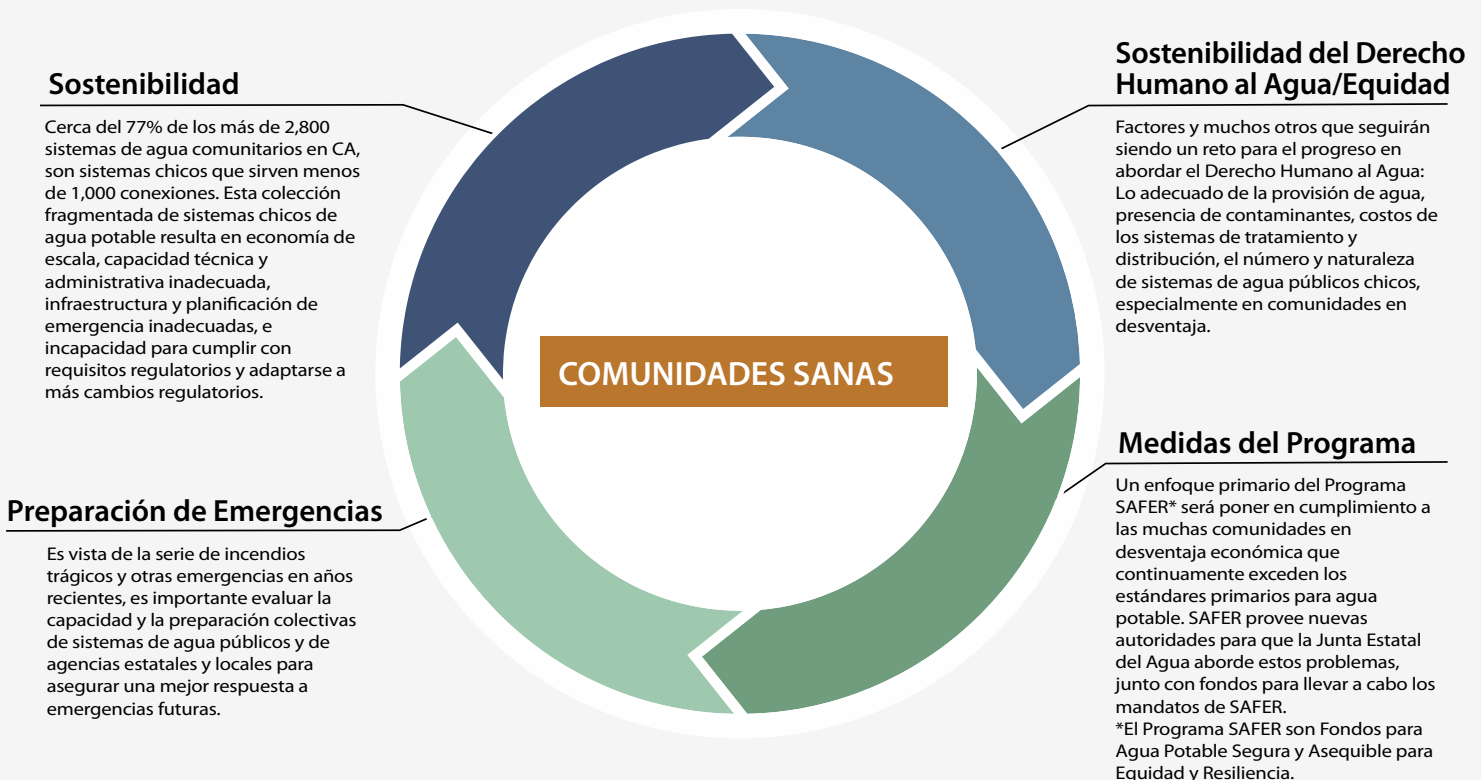 Sostenibilidad
Cerca del 77% de los más de 2,800
sistemas de agua comunitarios en CA,
son sistemas chicos que sirven menos
de 1,000 conexiones. Esta colección
fragmentada de sistemas chicos de
agua potable resulta en economía de
escala, capacidad técnica y
administrativa inadecuada,
infraestructura y planificación de
emergencia inadecuadas, e
incapacidad para cumplir con
requisitos regulatorios y adaptarse a
más cambios regulatorios.
Sostenibilidad del Derecho
Humano al Agua/Equidad
Factores y muchos otros que seguirán
siendo un reto para el progreso en
abordar el Derecho Humano al Agua:
Lo adecuado de la provisión de agua,
presencia de contaminantes, costos de
los sistemas de tratamiento y
distribución, el número y naturaleza
de sistemas de agua públicos chicos,
especialmente en comunidades en
desventaja.
COMUNIDADES SANAS
Preparación de Emergencias
Es vista de la serie de incendios
trágicos y otras emergencias en años
recientes, es importante evaluar la
capacidad y la preparación colectivas
de sistemas de agua públicos y de
agencias estatales y locales para
asegurar una mejor respuesta a
emergencias futuras.
Medidas del Programa
Un enfoque primario del Programa
SAFER* será poner en cumplimiento a
las muchas comunidades en
desventaja económica que
continuamente exceden los
estándares primarios para agua
potable. SAFER provee nuevas
autoridades para que la Junta Estatal
del Agua aborde estos problemas,
junto con fondos para llevar a cabo los
mandatos de SAFER.
*El Programa SAFER son Fondos para
Agua Potable Segura y Asequible para
Equidad y Resiliencia.